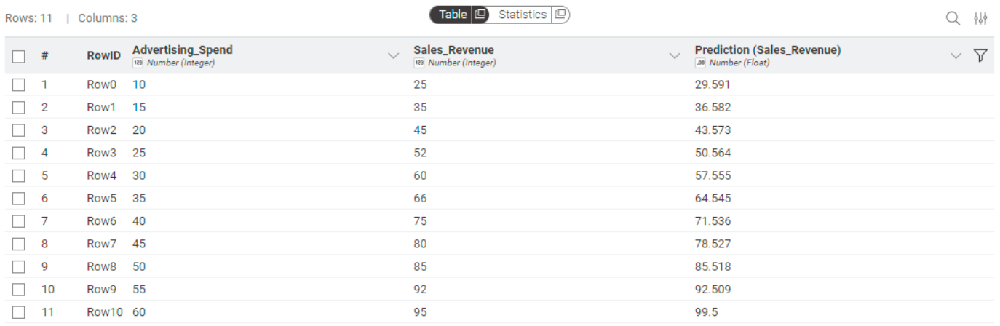 Rows: 11 | Columns: 3 Table Statistics
# RowID Advertising_Spend Sales_Revenue Prediction (Sales_Revenue)
123 Number (Integer) 123 Number (Integer) .00 Number (Float)
1 Row0 10 25 29.591
2 Row1 15 35 36.582
3 Row2 20 45 43.573
4 Row3 25 52 50.564
5 Row4 30 60 57.555
6 Row5 35 66 64.545
7 Row6 40 75 71.536
8 Row7 45 80 78.527
9 Row8 50 85 85.518
10 Row9 55 92 92.509
11 Row10 60 95 99.5